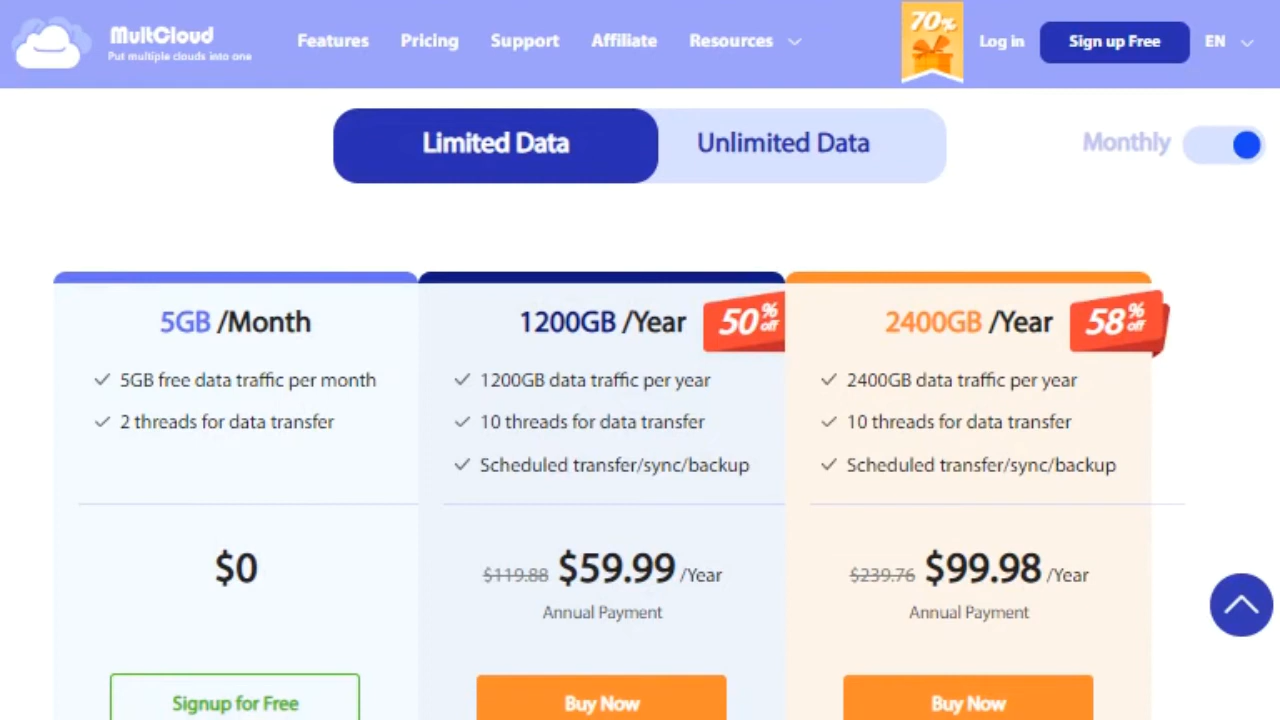 MultCloud
Put multiple clouds into one
Features Pricing Support Affiliate Resources
70%
Log in
Sign up Free
EN
Limited Data
Unlimited Data
Monthly
5GB /Month
5GB free data traffic per month
2 threads for data transfer
$0
Signup for Free
1200GB /Year
50% off
1200GB data traffic per year
10 threads for data transfer
Scheduled transfer/sync/backup
$119.88 $59.99 /Year
Annual Payment
Buy Now
2400GB /Year
58% off
2400GB data traffic per year
10 threads for data transfer
Scheduled transfer/sync/backup
$239.76 $99.98 /Year
Annual Payment
Buy Now